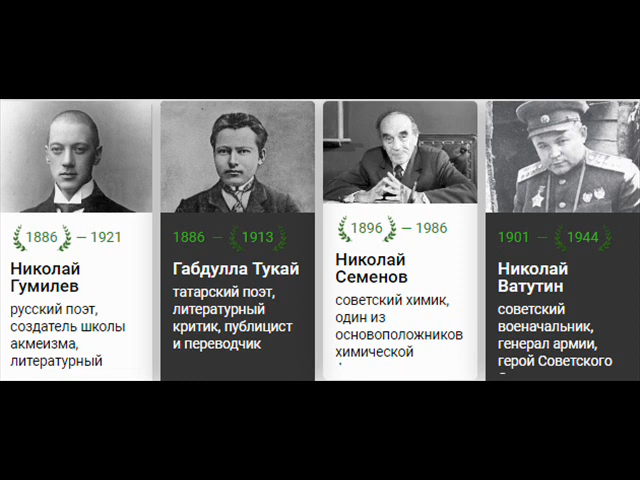 1886 — 1921
Николай
Гумилев
русский поэт,
создатель школы
акмеизма,
литературный
1886 — 1913
Габдулла Тукай
татарский поэт,
литературный
критик, публицист
и переводчик
1896 — 1986
Николай
Семенов
советский химик,
один из
основоположников
химической
1901 — 1944
Николай
Ватутин
советский
военачальник,
генерал армии,
герой Советского